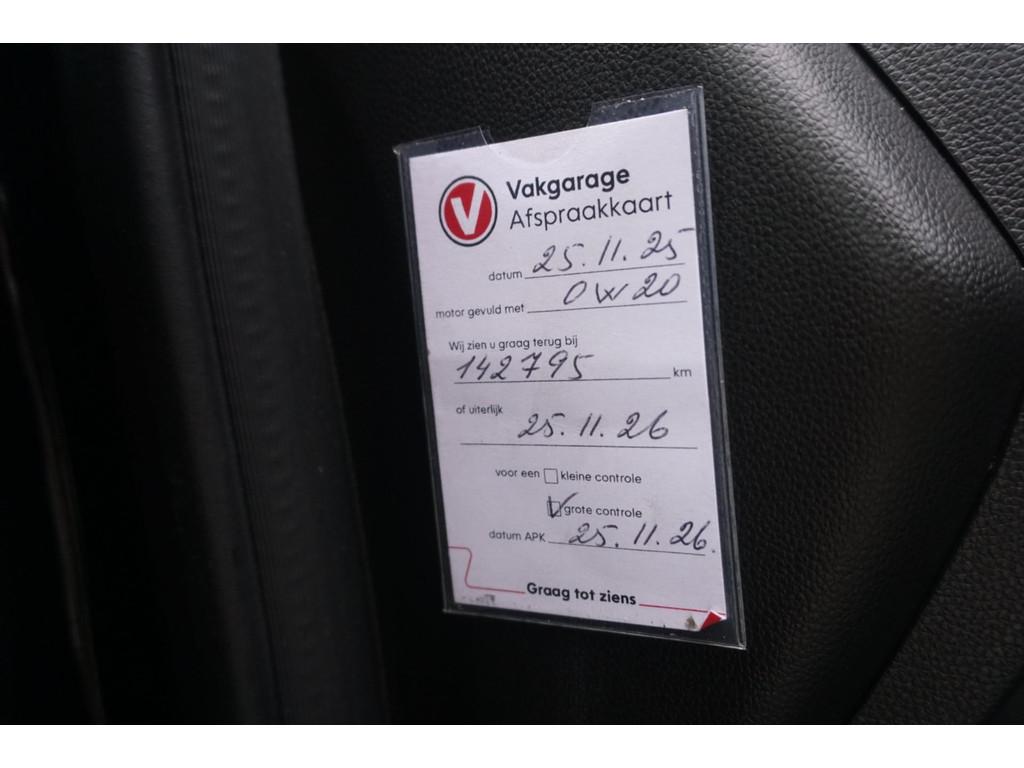 V
Vakgarage
Afspraakkaart
datum 25.11.25
motor gevuld met 0W20
Wij zien u graag terug bij
142795 km
of uiterlijk
25.11.26
voor een kleine controle
grote controle
datum APK 25.11.26.
Graag tot ziens